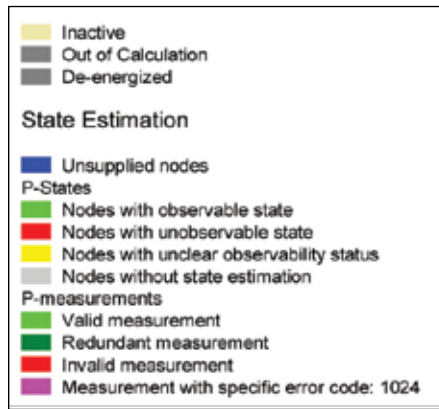 Inactive
Out of Calculation
De-energized
State Estimation
Unsupplied nodes
P-States
Nodes with observable state
Nodes with unobservable state
Nodes with unclear observability status
Nodes without state estimation
P-measurements
Valid measurement
Redundant measurement
Invalid measurement
Measurement with specific error code: 1024